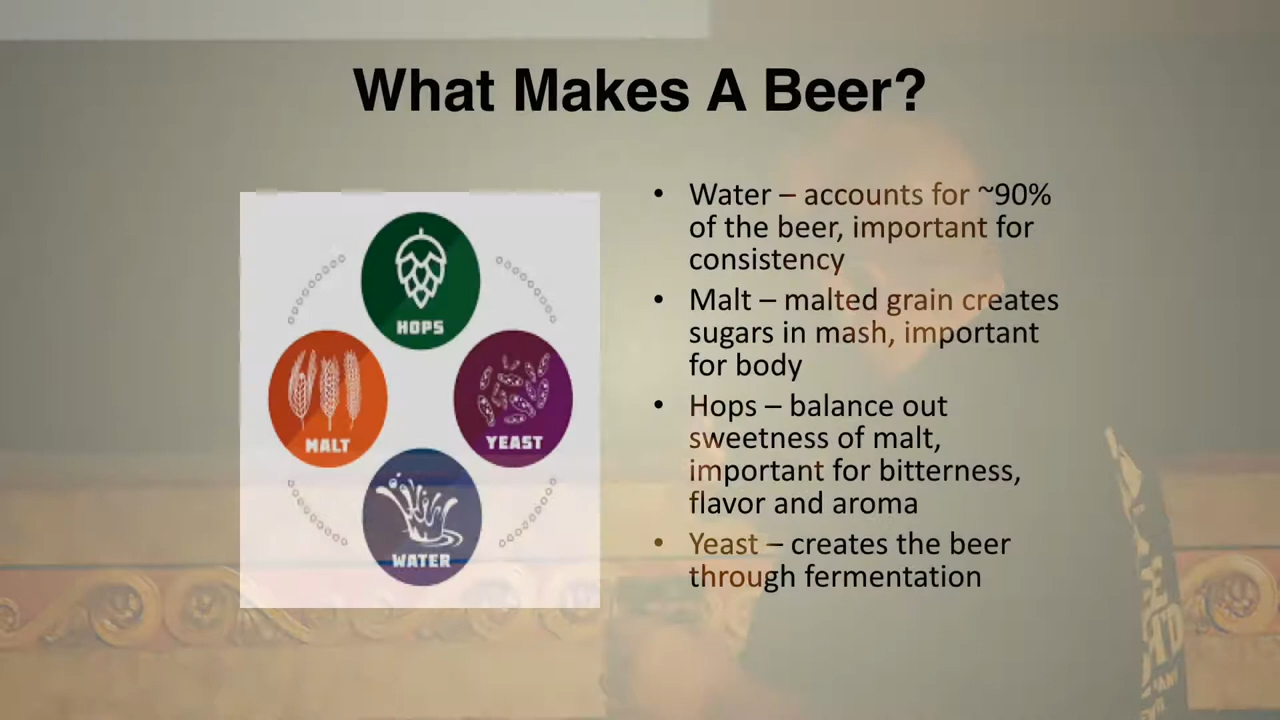 What Makes A Beer?
HOPS
MALT
YEAST
WATER
• Water – accounts for ~90%
of the beer, important for
consistency
• Malt – malted grain creates
sugars in mash, important
for body
• Hops – balance out
sweetness of malt,
important for bitterness,
flavor and aroma
• Yeast – creates the beer
through fermentation